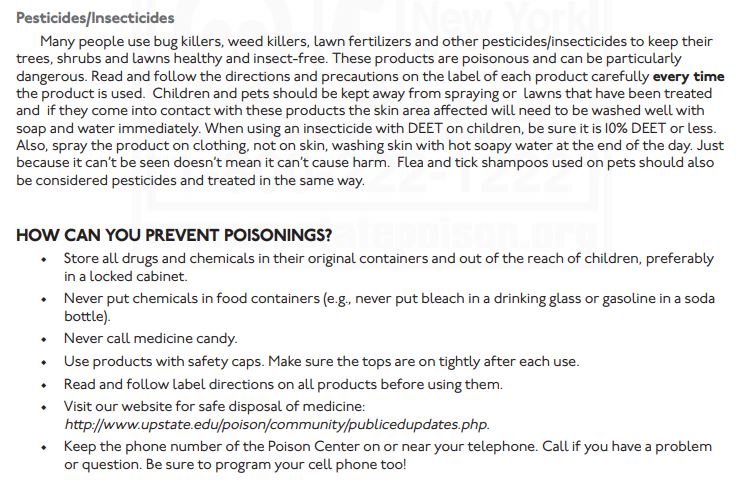 Pesticides/Insecticides
Many people use bug killers, weed killers, lawn fertilizers and other pesticides/insecticides to keep their
trees, shrubs and lawns healthy and insect-free. These products are poisonous and can be particularly
dangerous. Read and follow the directions and precautions on the label of each product carefully every time
the product is used. Children and pets should be kept away from spraying or lawns that have been treated
and if they come into contact with these products the skin area affected will need to be washed well with
soap and water immediately. When using an insecticide with DEET on children, be sure it is 10% DEET or less.
Also, spray the product on clothing, not on skin, washing skin with hot soapy water at the end of the day. Just
because it can't be seen doesn't mean it can't cause harm. Flea and tick shampoos used on pets should also
be considered pesticides and treated in the same way.
HOW CAN YOU PREVENT POISONINGS?
• Store all drugs and chemicals in their original containers and out of the reach of children, preferably
in a locked cabinet.
• Never put chemicals in food containers (e.g., never put bleach in a drinking glass or gasoline in a soda
bottle).
• Never call medicine candy.
• Use products with safety caps. Make sure the tops are on tightly after each use.
• Read and follow label directions on all products before using them.
• Visit our website for safe disposal of medicine:
http://www.upstate.edu/poison/community/publicedupdates.php.
• Keep the phone number of the Poison Center on or near your telephone. Call if you have a problem
or question. Be sure to program your cell phone too!